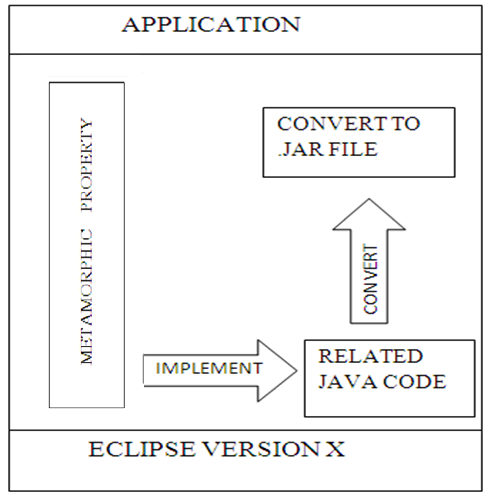 APPLICATION
METAMORPHIC PROPERTY
CONVERT TO
.JAR FILE
CONVERT
IMPLEMENT
RELATED
JAVA CODE
ECLIPSE VERSION X